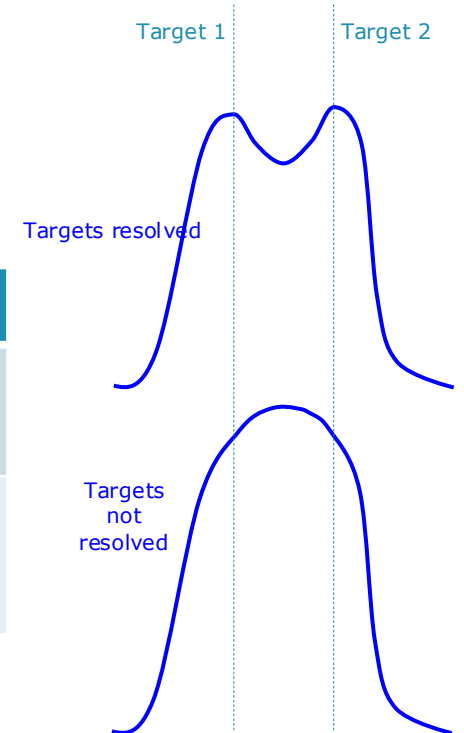 Target 1
Target 2
Targets resolved
Targets
not
resolved